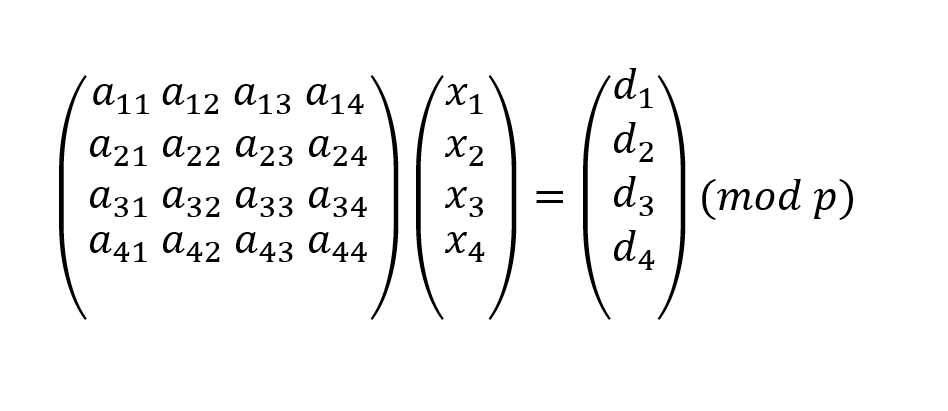 a₁₁ a₁₂ a₁₃ a₁₄ x₁ d₁
a₂₁ a₂₂ a₂₃ a₂₄ x₂ d₂
a₃₁ a₃₂ a₃₃ a₃₄ x₃ = d₃ (mod p)
a₄₁ a₄₂ a₄₃ a₄₄ x₄ d₄